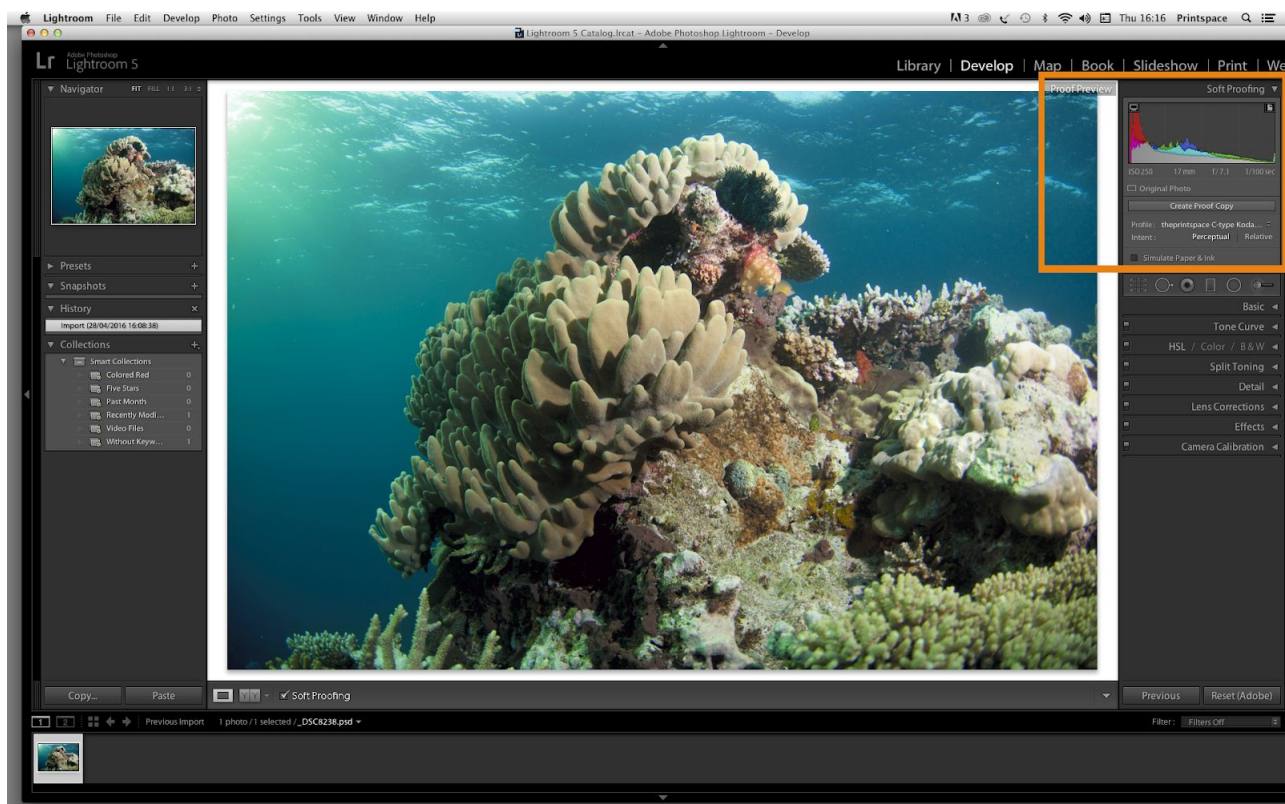 Lightroom File Edit Develop Photo Settings Tools View Window Help 3 Thu 16:16 Printspace
Lightroom 5 Catalog.lrcat - Adobe Photoshop Lightroom - Develop
Lr Adobe Photoshop
Lightroom 5
Library | Develop | Map | Book | Slideshow | Print | We
Navigator FIT FILL 1:1 3:1
Proof Preview
Soft Proofing
ISO 250 17 mm f/7.1 1/100 sec
Original Photo
Create Proof Copy
Profile: theprintspace C-type Koda...
Intent: Perceptual Relative
Simulate Paper & Ink
Presets +
Snapshots +
History x
Import (28/04/2016 16:08:38)
Collections +
Smart Collections
Colored Red 0
Five Stars 0
Past Month 0
Recently Modi... 1
Video Files 0
Without Keyw... 1
Basic
Tone Curve
HSL / Color / B & W
Split Toning
Detail
Lens Corrections
Effects
Camera Calibration
Copy... Paste
Y Y Soft Proofing
Previous Reset (Adobe)
1 2 Previous Import 1 photo / 1 selected / _DSC8238.psd
Filter: Filters Off